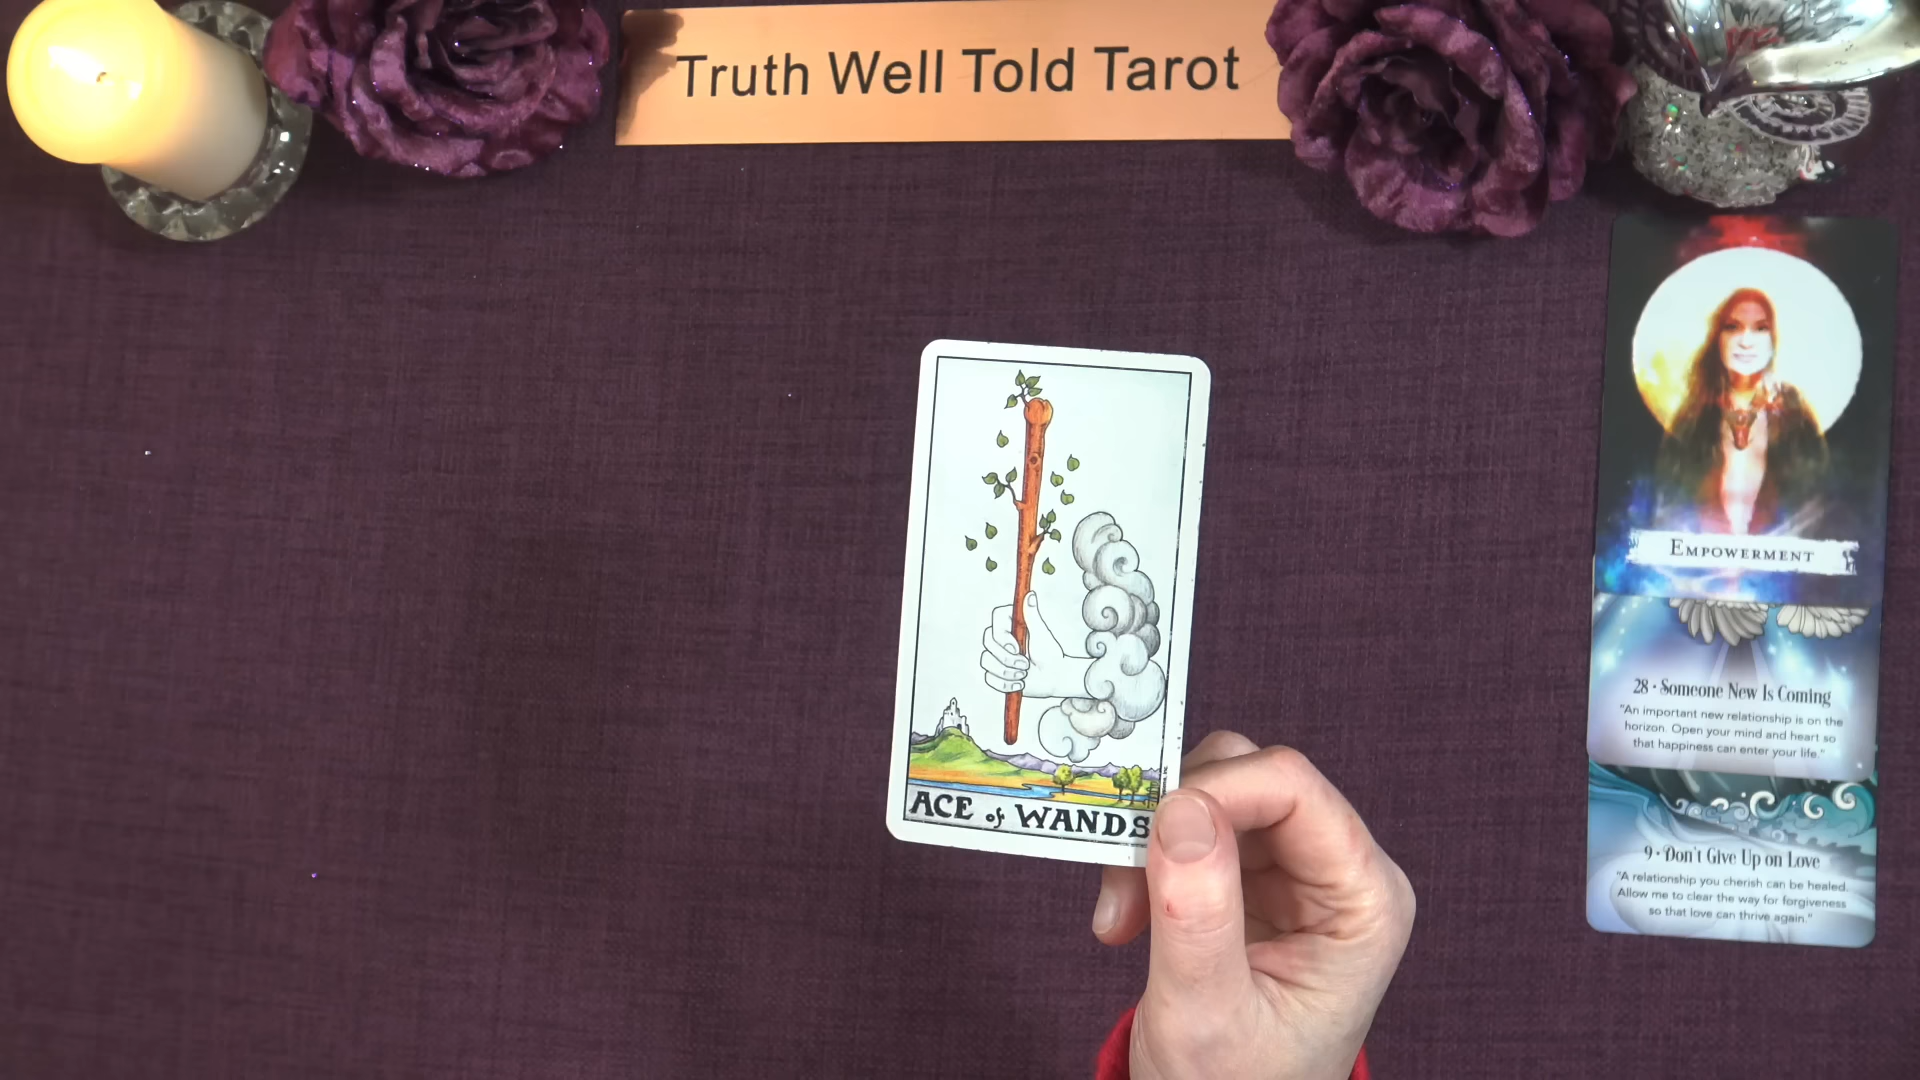 Truth Well Told Tarot
ACE of WANDS
EMPOWERMENT
28 · Someone New Is Coming
"An important new relationship is on the
horizon. Open your mind and heart so
that happiness can enter your life."
9 · Don't Give Up on Love
"A relationship you cherish can be healed.
Allow me to clear the way for forgiveness
so that love can thrive again."